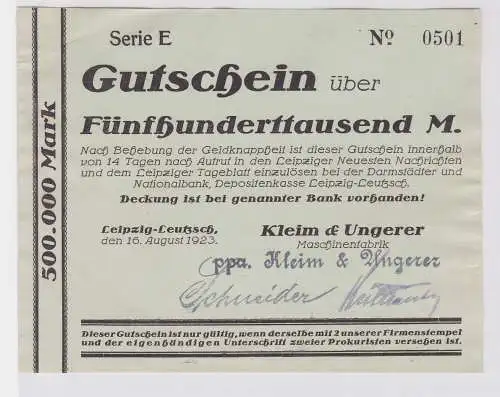 Serie E
№ 0501
Gutschein über
Fünfhunderttausend M.
Nach Behebung der Geldknappheit ist dieser Gutschein innerhalb
von 14 Tagen nach Aufruf in den Leipziger Neuesten Nachrichten
und dem Leipziger Tageblatt einzulösen bei der Darmstädter und
Nationalbank, Depositenkasse Leipzig-Leutzsch.
Deckung ist bei genannter Bank vorhanden!
Leipzig-Leutzsch,
den 16. August 1923.
Kleim & Ungerer
Maschinenfabrik
ppa. Kleim & Ungerer
Schneider
Dieser Gutschein ist nur gültig, wenn derselbe mit 2 unserer Firmenstempel
und der eigenhändigen Unterschrift zweier Prokuristen versehen ist.
500.000 Mark